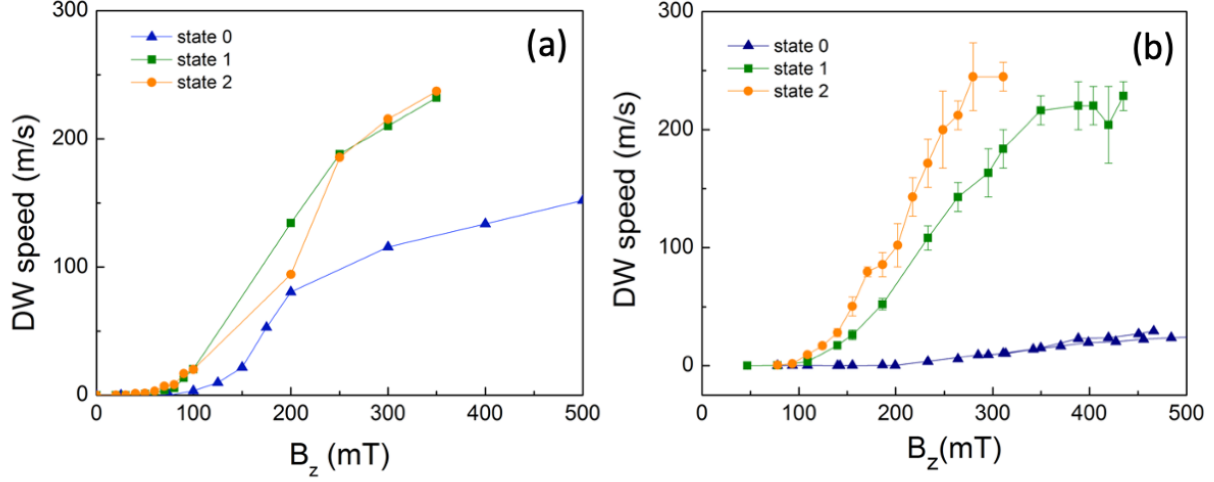 300
200
100
0
DW speed (m/s)
state 0
state 1
state 2
(a)
0 100 200 300 400 500
B_z (mT)
300
200
100
0
DW speed (m/s)
state 0
state 1
state 2
(b)
0 100 200 300 400 500
B_z(mT)